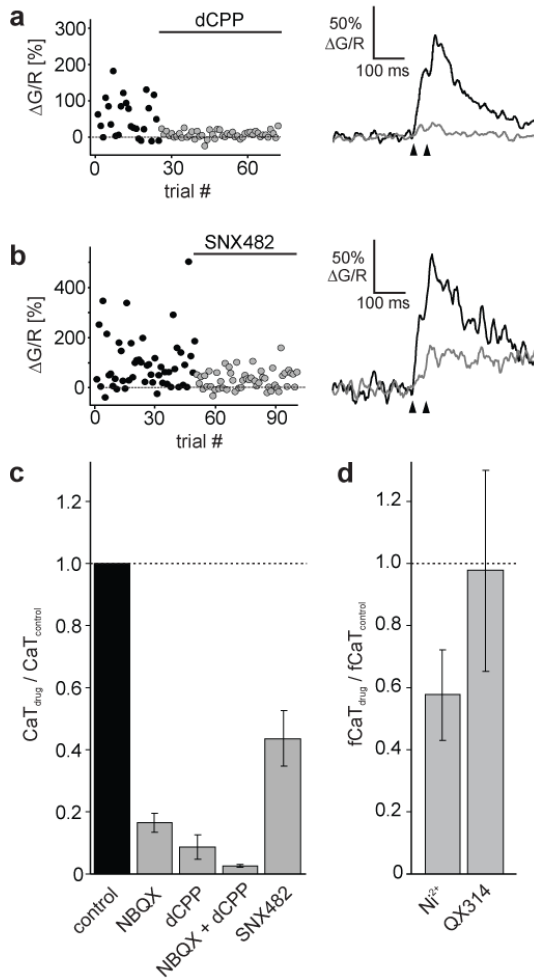 a
dCPP
ΔG/R [%]
300
200
100
0
0
30
60
trial #
50%
ΔG/R
100 ms
b
SNX482
ΔG/R [%]
400
200
0
0
30
60
90
trial #
50%
ΔG/R
100 ms
c
CaTdrug / CaTcontrol
1.2
1.0
0.8
0.6
0.4
0.2
0
control
NBQX
dCPP
NBQX + dCPP
SNX482
d
fCaTdrug / fCaTcontrol
1.2
1.0
0.8
0.6
0.4
0.2
0
Ni²⁺
QX314